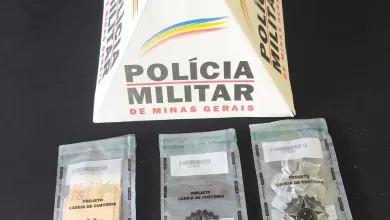 POLÍCIA
MILITAR
DE MINAS GERAIS
PROJETO
CADEIA DE CUSTÓDIA
PROJETO
CADEIA DE CUSTÓDIA
PROJETO
CADEIA DE CUSTÓDIA